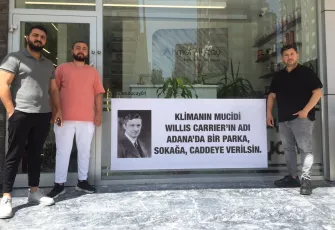 KLİMANIN MUCİDİ
WILLIS CARRIER'IN ADI
ADANA'DA BİR PARKA,
SOKAĞA, CADDEYE VERİLSİN.